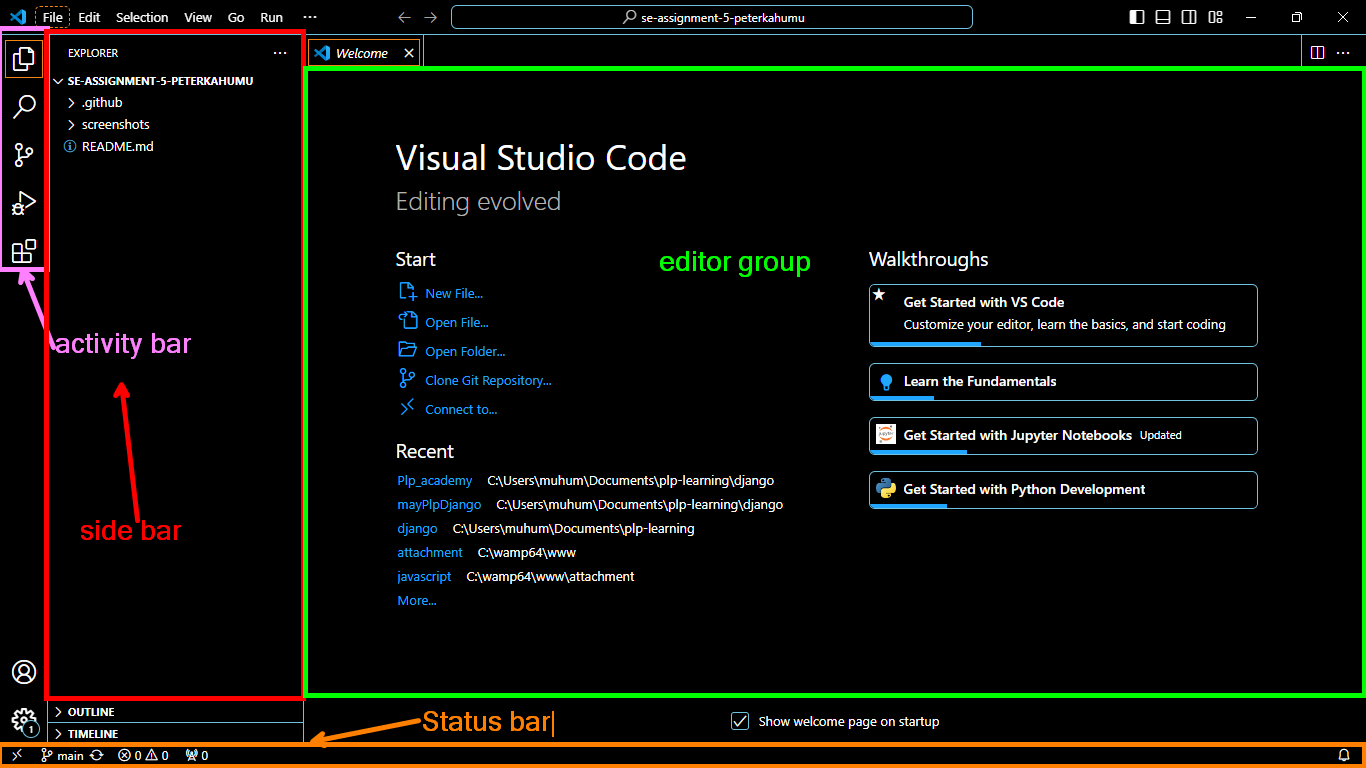 File Edit Selection View Go Run ···
se-assignment-5-peterkahumu
EXPLORER ···
Welcome
SE-ASSIGNMENT-5-PETERKAHUMU
.github
screenshots
README.md
Visual Studio Code
Editing evolved
Start
New File...
Open File...
Open Folder...
Clone Git Repository...
Connect to...
Recent
Plp_academy C:\Users\muhum\Documents\plp-learning\django
mayPlpDjango C:\Users\muhum\Documents\plp-learning\django
django C:\Users\muhum\Documents\plp-learning
attachment C:\wamp64\www
javascript C:\wamp64\www\attachment
More...
editor group
Walkthroughs
Get Started with VS Code
Customize your editor, learn the basics, and start coding
Learn the Fundamentals
Get Started with Jupyter Notebooks Updated
Get Started with Python Development
activity bar
side bar
1
OUTLINE
TIMELINE
Status bar
Show welcome page on startup
main 0 0 0